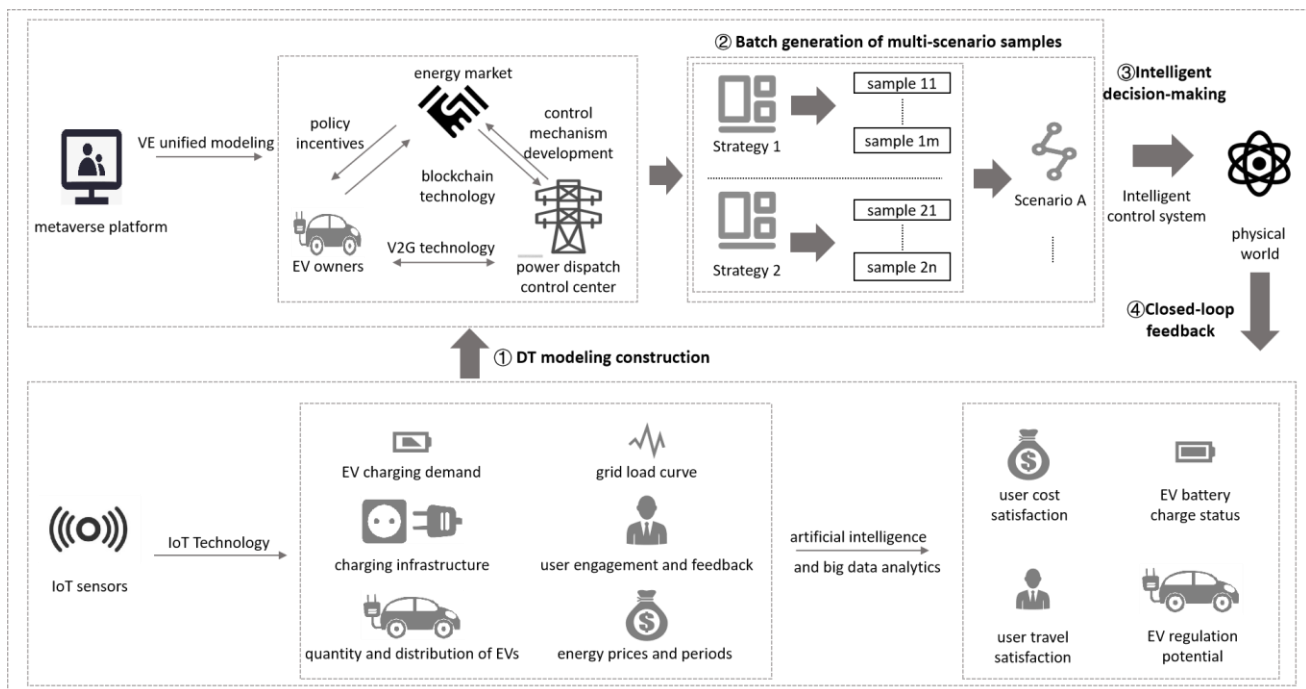 ② Batch generation of multi-scenario samples
energy market
policy
incentives
control
mechanism
development
VE unified modeling
metaverse platform
blockchain
technology
EV owners
V2G technology
power dispatch
control center
Strategy 1
sample 11
sample 1m
Strategy 2
sample 21
sample 2n
Scenario A
③Intelligent
decision-making
Intelligent
control system
physical
world
④Closed-loop
feedback
① DT modeling construction
IoT sensors
IoT Technology
EV charging demand
grid load curve
charging infrastructure
user engagement and feedback
quantity and distribution of EVs
energy prices and periods
artificial intelligence
and big data analytics
$
user cost
satisfaction
EV battery
charge status
user travel
satisfaction
EV regulation
potential
$